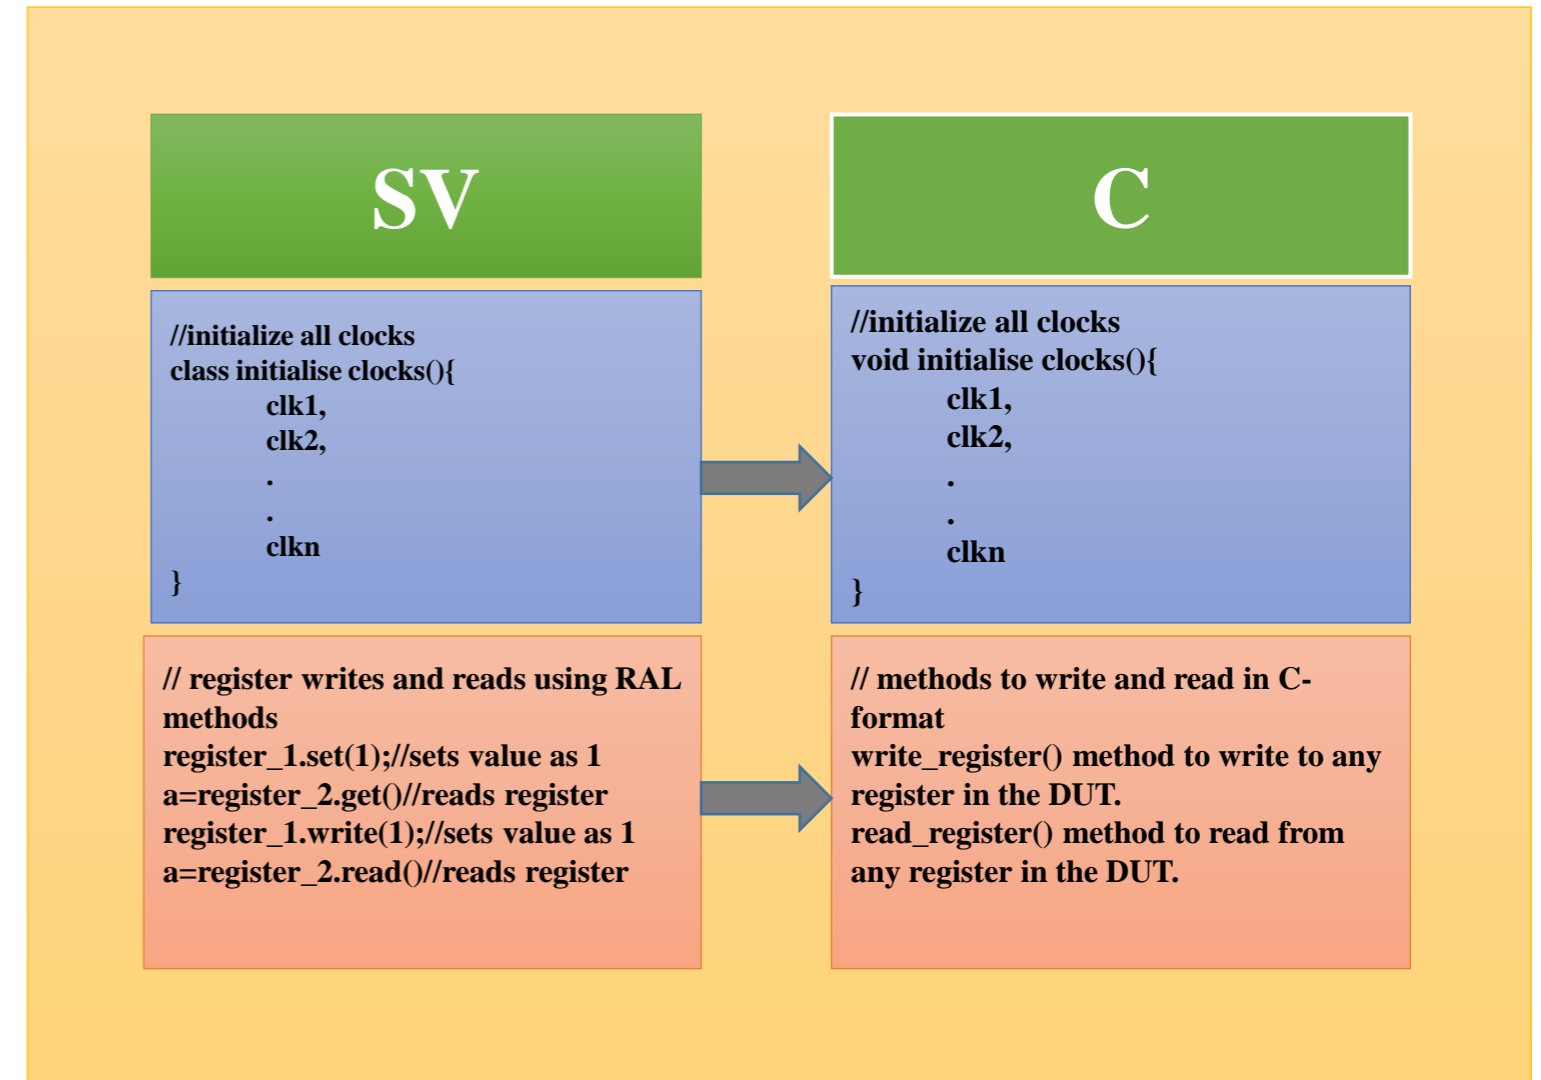 SV
//initialize all clocks
class initialise clocks(){
clk1,
clk2,
.
.
clkn
}
// register writes and reads using RAL
methods
register_1.set(1);//sets value as 1
a=register_2.get()//reads register
register_1.write(1);//sets value as 1
a=register_2.read()//reads register
C
//initialize all clocks
void initialise clocks(){
clk1,
clk2,
.
.
clkn
}
// methods to write and read in C-
format
write_register() method to write to any
register in the DUT.
read_register() method to read from
any register in the DUT.